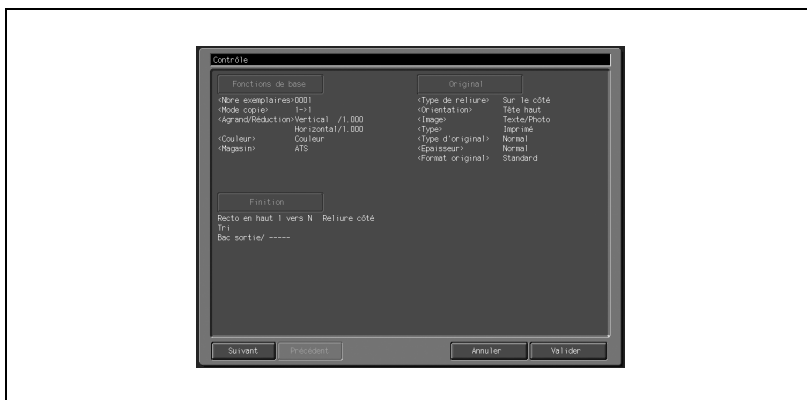 Contrôle
Fonctions de base
<Nbre exemplaires>0001
<Mode copie> 1->1
<Agrand/Réduction>Vertical /1.000
Horizontal/1.000
<Couleur> Couleur
<Magasin> ATS
Original
<Type de reliure> Sur le côté
<Orientation> Tête haut
<Image> Texte/Photo
<Type> Imprimé
<Type d'original> Normal
<Epaisseur> Normal
<Format original> Standard
Finition
Recto en haut 1 vers N Reliure côté
Tri
Bac sortie/ -----
Suivant Précédent Annuler Valider